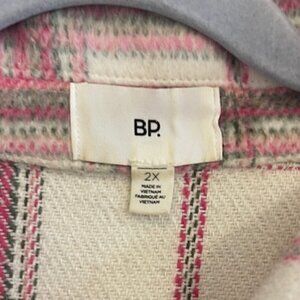 BP.
2X
MADE IN
VIETNAM
FABRIQUÉ AU
VIETNAM